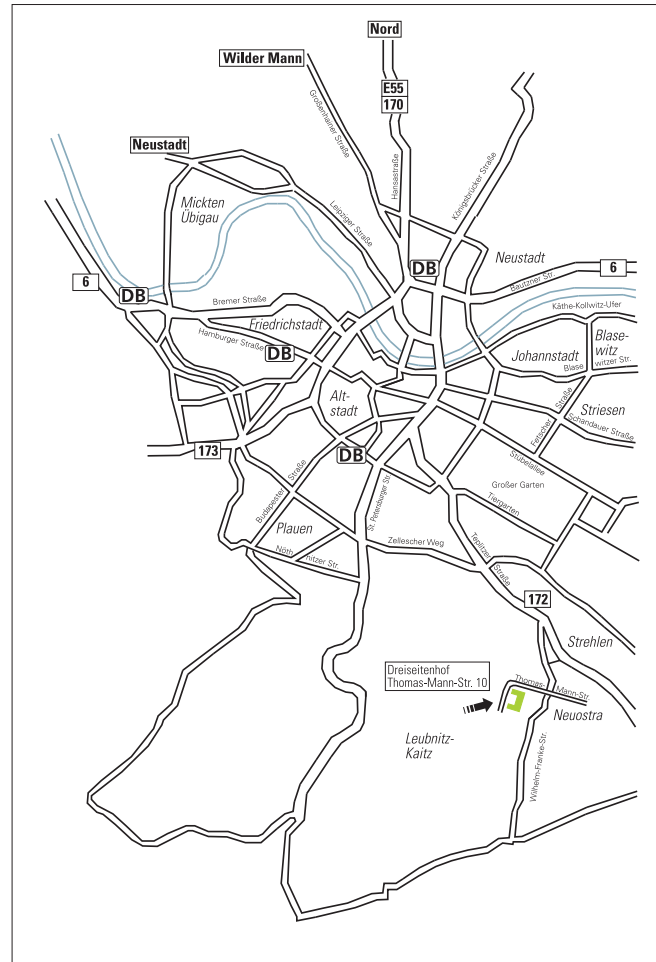 Nord
Wilder Mann
E55
170
Großenhainer Straße
Hansastraße
Königsbrücker Straße
Neustadt
Mickten
Übigau
Leipziger Straße
Neustadt
DB
Bautzner Str.
6
6
DB
Bremer Straße
Käthe-Kollwitz-Ufer
Friedrichstadt
Hamburger Straße
DB
Johannstadt
Blase-
witz
Blase
witzer Str.
Alt-
stadt
Striesen
Fetscher
Straße
Schandauer Straße
173
DB
Stübelallee
Großer Garten
Tiergarten
Budapester
Straße
St. Petersburger Str.
Plauen
Zellescher Weg
Nöth
nitzer Str.
Teplitzer
Straße
172
Strehlen
Dreiseitenhof
Thomas-Mann-Str. 10
Thomas-
Mann-Str.
Neuostra
Leubnitz-
Kaitz
Wilhelm-Franke-Str.